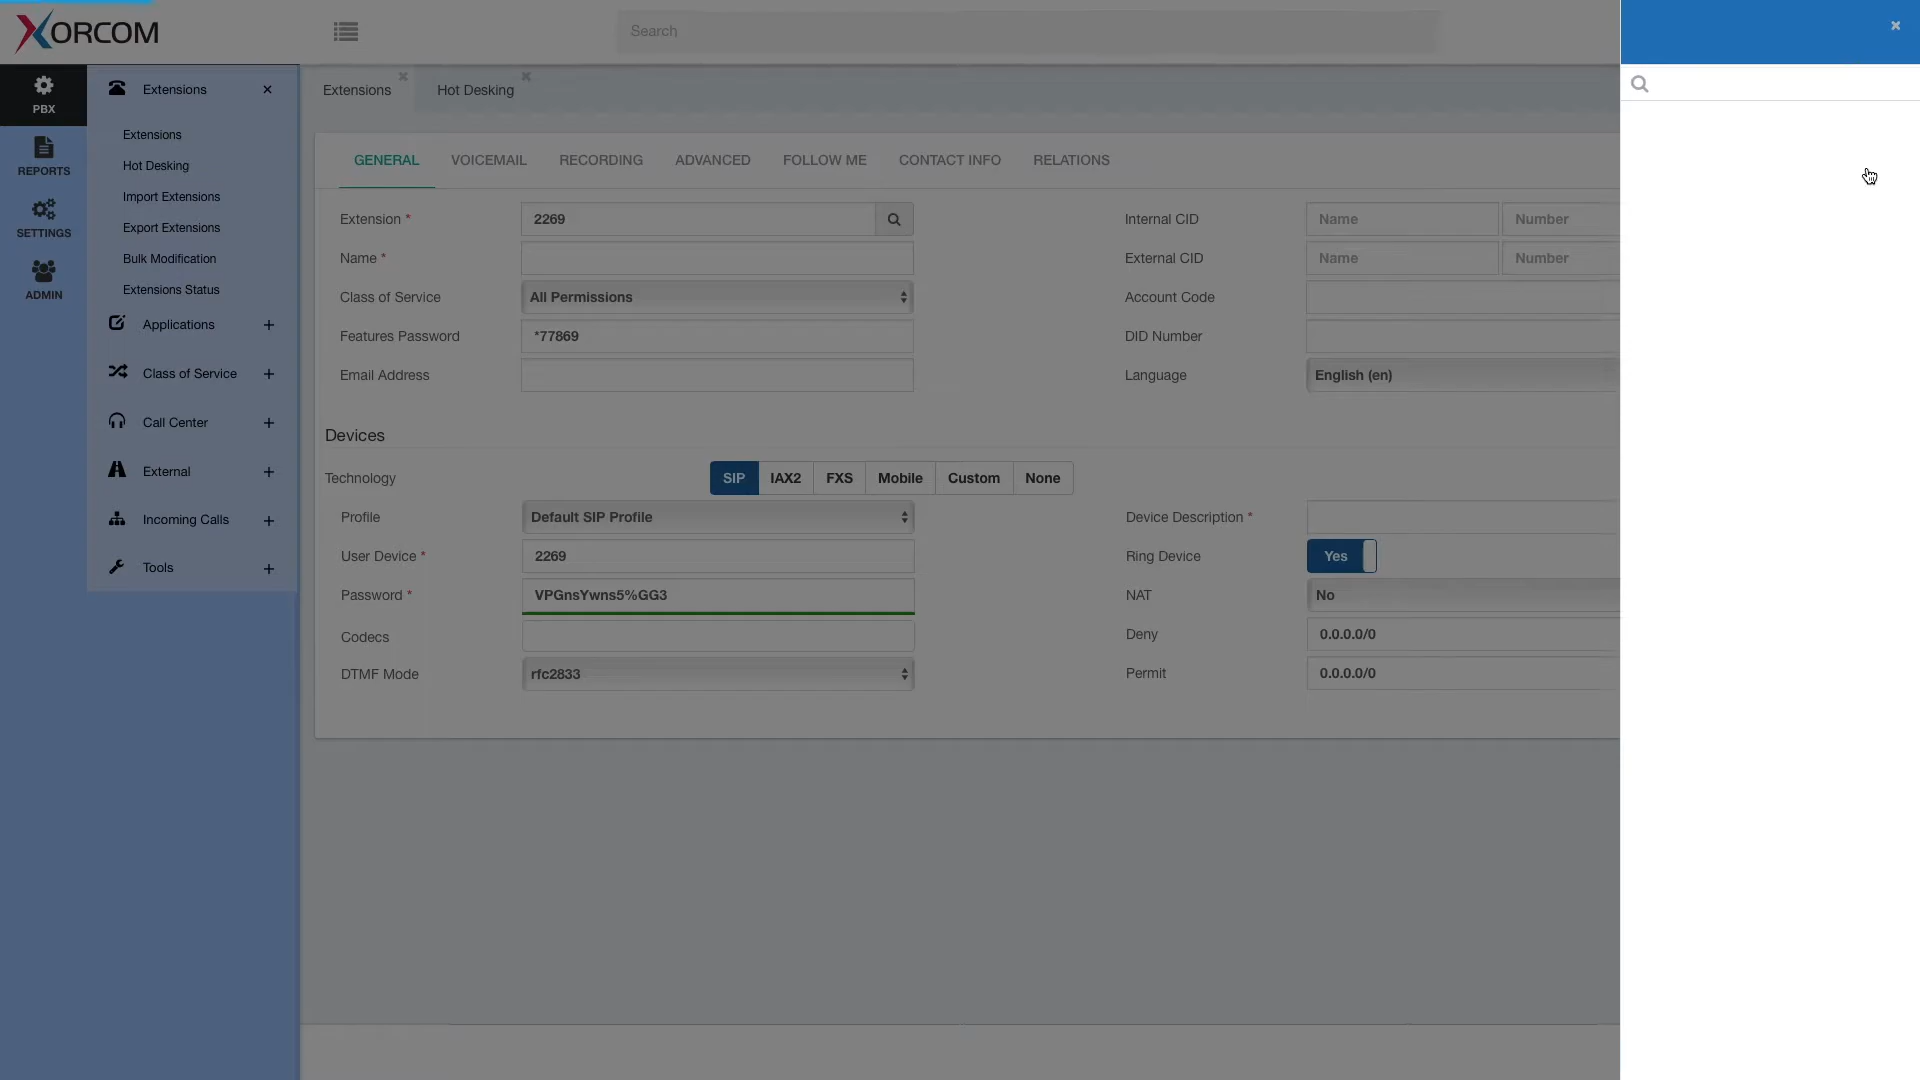 XORCOM
Search
PBX
REPORTS
SETTINGS
ADMIN
Extensions
Extensions
Hot Desking
Import Extensions
Export Extensions
Bulk Modification
Extensions Status
Applications
Class of Service
Call Center
External
Incoming Calls
Tools
Extensions
Hot Desking
GENERAL VOICEMAIL RECORDING ADVANCED FOLLOW ME CONTACT INFO RELATIONS
Extension * 2269 Internal CID Name Number
Name * External CID Name Number
Class of Service All Permissions Account Code
Features Password *77869 DID Number
Email Address Language English (en)
Devices
Technology SIP IAX2 FXS Mobile Custom None
Profile Default SIP Profile Device Description *
User Device * 2269 Ring Device Yes
Password * VPGnsYwns5%GG3 NAT No
Codecs Deny 0.0.0.0/0
DTMF Mode rfc2833 Permit 0.0.0.0/0